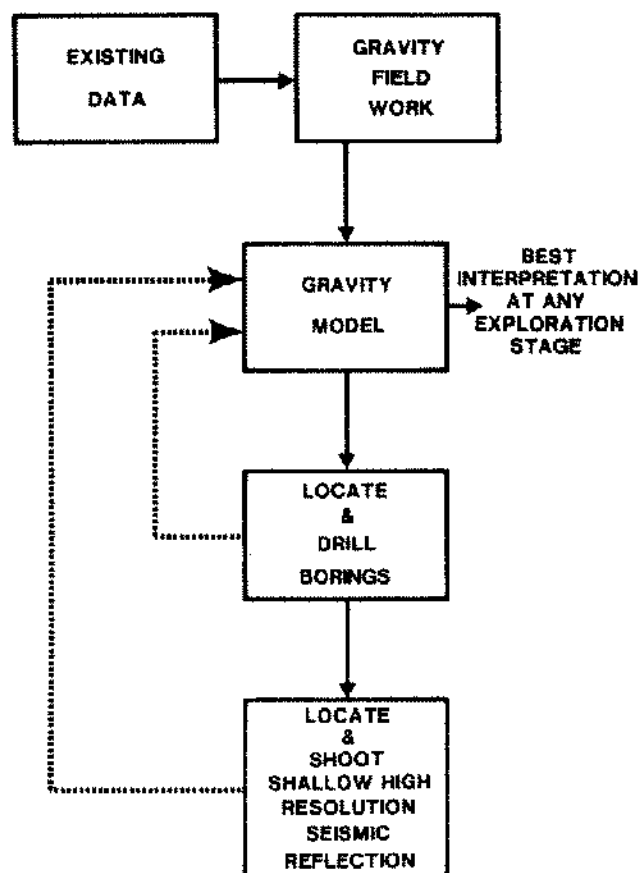 EXISTING
DATA
GRAVITY
FIELD
WORK
GRAVITY
MODEL
BEST
INTERPRETATION
AT ANY
EXPLORATION
STAGE
LOCATE
&
DRILL
BORINGS
LOCATE
&
SHOOT
SHALLOW HIGH
RESOLUTION
SEISMIC
REFLECTION